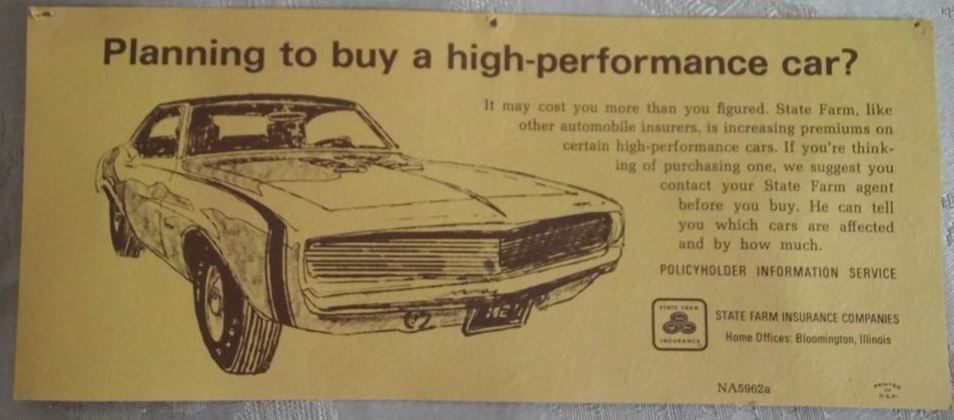 Planning to buy a high-performance car?
It may cost you more than you figured. State Farm, like
other automobile insurers, is increasing premiums on
certain high-performance cars. If you're think-
ing of purchasing one, we suggest you
contact your State Farm agent
before you buy. He can tell
you which cars are affected
and by how much.
POLICYHOLDER INFORMATION SERVICE
STATE FARM
INSURANCE
STATE FARM INSURANCE COMPANIES
Home Offices: Bloomington, Illinois
NA5962a
PRINTED
IN
U.S.A.